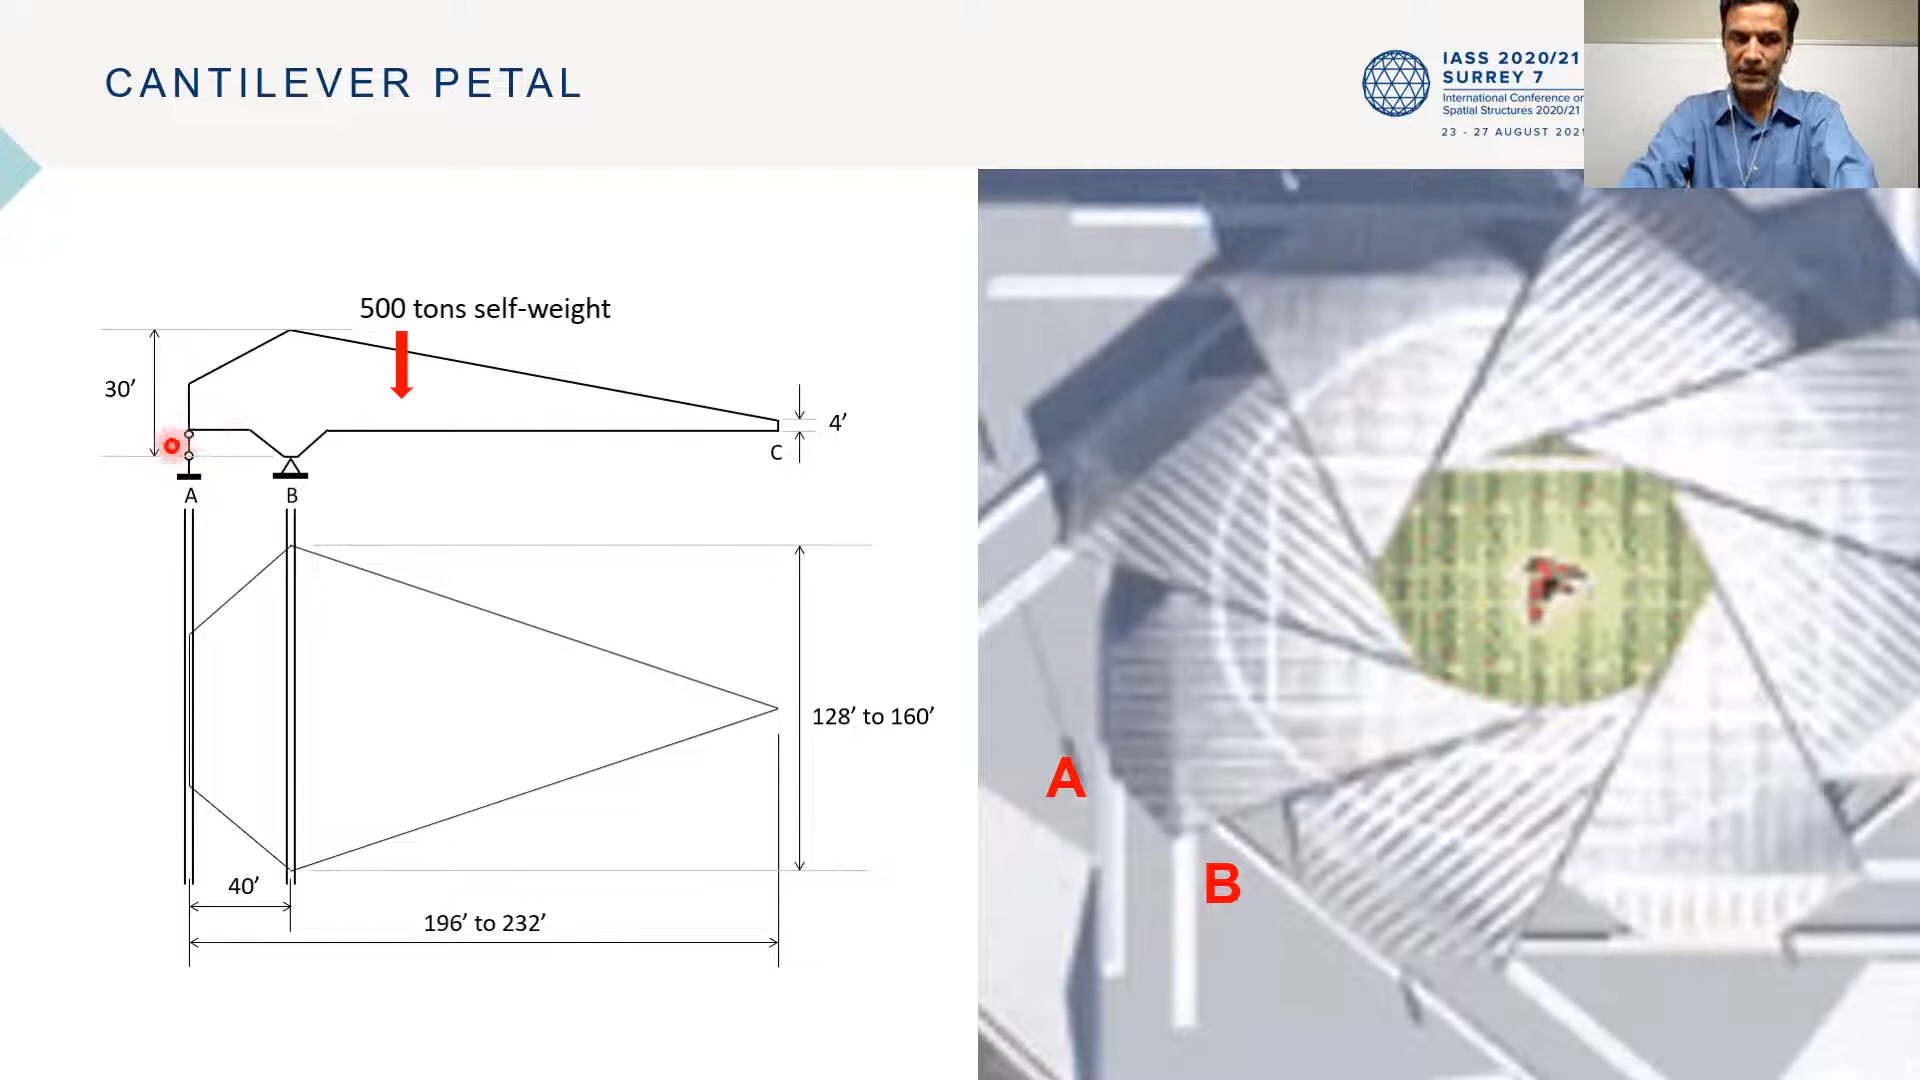 CANTILEVER PETAL
IASS 2020/21
SURREY 7
International Conference on
Spatial Structures 2020/21
23 - 27 AUGUST 2021
500 tons self-weight
30’
4’
C
A
B
128’ to 160’
40’
196’ to 232’
A
B